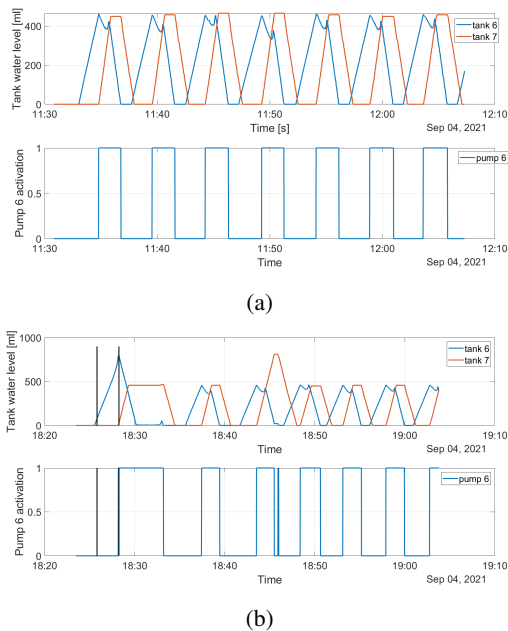 Tank water level [ml]
400
200
0
tank 6
tank 7
11:30 11:40 11:50 12:00 12:10
Time [s]
Sep 04, 2021
Pump 6 activation
1
0.5
0
pump 6
11:30 11:40 11:50 12:00 12:10
Time
Sep 04, 2021
(a)
Tank water level [ml]
1000
500
0
tank 6
tank 7
18:20 18:30 18:40 18:50 19:00 19:10
Time
Sep 04, 2021
Pump 6 activation
1
0.5
0
pump 6
18:20 18:30 18:40 18:50 19:00 19:10
Time
Sep 04, 2021
(b)